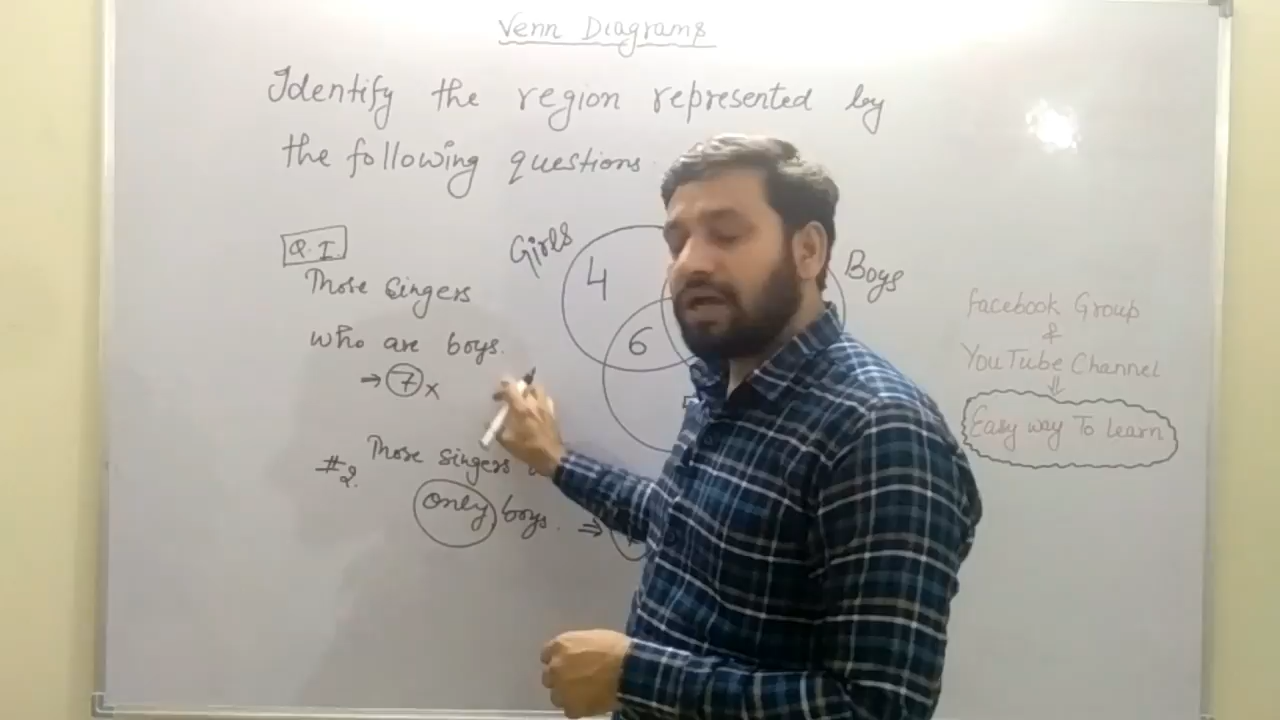 Venn Diagrams
Identify the region represented by
the following questions
Q.I
Those Singers
who are boys.
⇒ 7 x
#2. Those singers
only boys. ⇒
Girls
4
6
Boys
Facebook Group
&
YouTube Channel
⇓
Easy way To learn